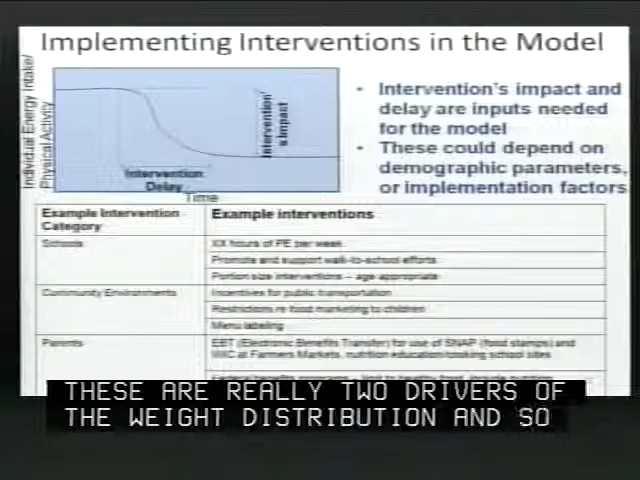 Implementing Interventions in the Model
Individual Energy Intake/
Physical Activity
Intervention
Delay
Intervention'
s Impact
Time
• Intervention's impact and
delay are inputs needed
for the model
• These could depend on
demographic parameters,
or implementation factors
Example Intervention
Category
Example interventions
Schools
XX hours of PE per week
Promote and support walk-to-school efforts
Portion size interventions – age appropriate
Community Environments
Incentives for public transportation
Restrictions re food marketing to children
Menu labeling
Parents
EBT (Electronic Benefits Transfer) for use of SNAP (food stamps) and
WIC at Farmers Markets, nutrition education/cooking school sites
THESE ARE REALLY TWO DRIVERS OF
THE WEIGHT DISTRIBUTION AND SO